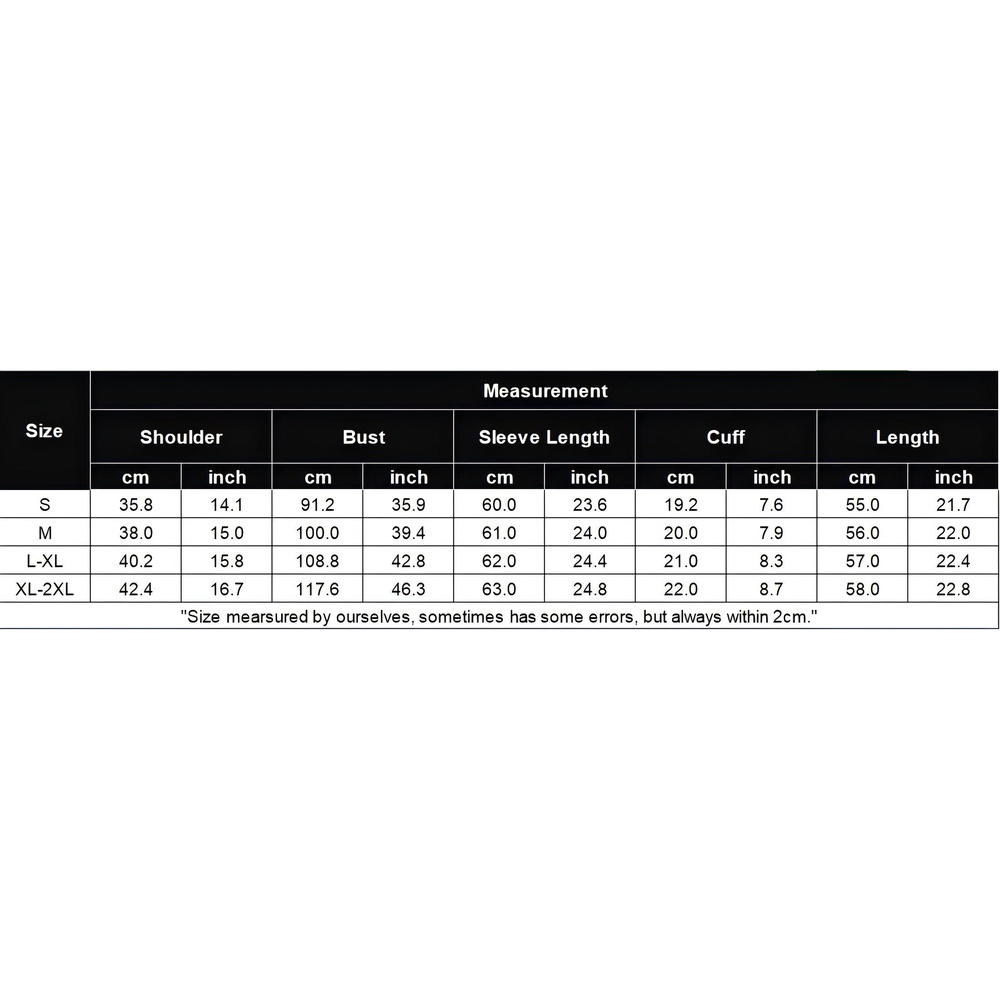 Measurement
Size
Shoulder Bust Sleeve Length Cuff Length
cm inch cm inch cm inch cm inch cm inch
S 35.8 14.1 91.2 35.9 60.0 23.6 19.2 7.6 55.0 21.7
M 38.0 15.0 100.0 39.4 61.0 24.0 20.0 7.9 56.0 22.0
L-XL 40.2 15.8 108.8 42.8 62.0 24.4 21.0 8.3 57.0 22.4
XL-2XL 42.4 16.7 117.6 46.3 63.0 24.8 22.0 8.7 58.0 22.8
"Size mearsured by ourselves, sometimes has some errors, but always within 2cm."